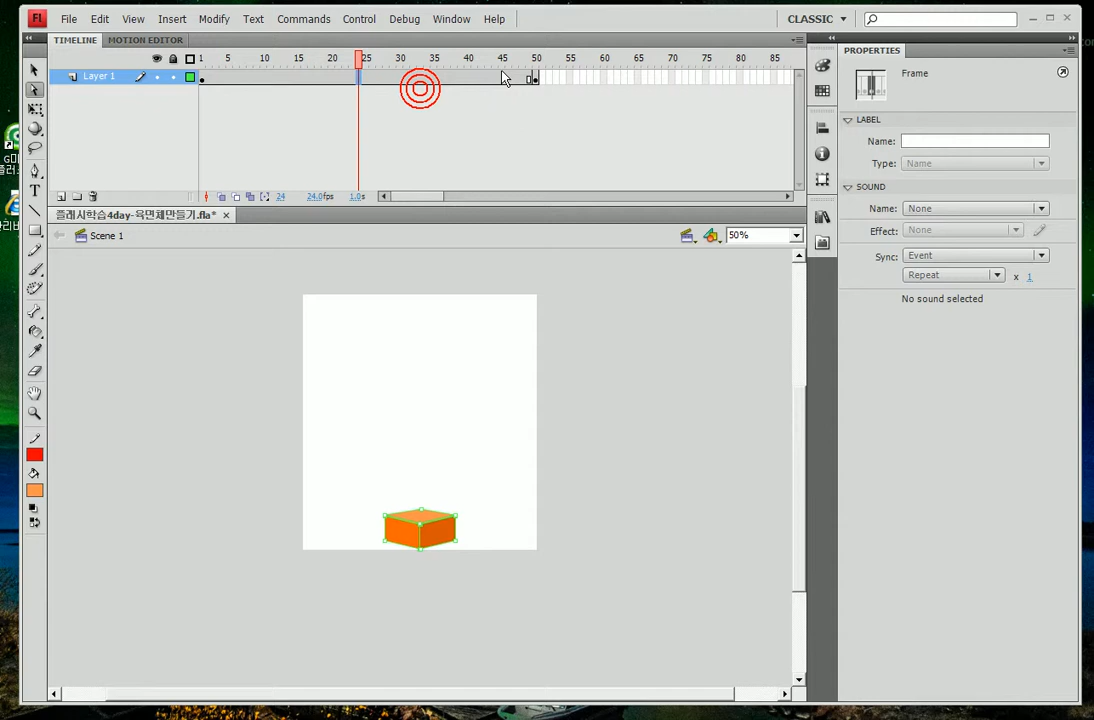 Fl File Edit View Insert Modify Text Commands Control Debug Window Help CLASSIC
TIMELINE MOTION EDITOR
1 5 10 15 20 25 30 35 40 45 50 55 60 65 70 75 80 85
Layer 1
24 24.0fps 1.0s
플래시학습4day-육면체만들기.fla*
Scene 1 50%
PROPERTIES
Frame
LABEL
Name:
Type: Name
SOUND
Name: None
Effect: None
Sync: Event
Repeat x 1
No sound selected
T